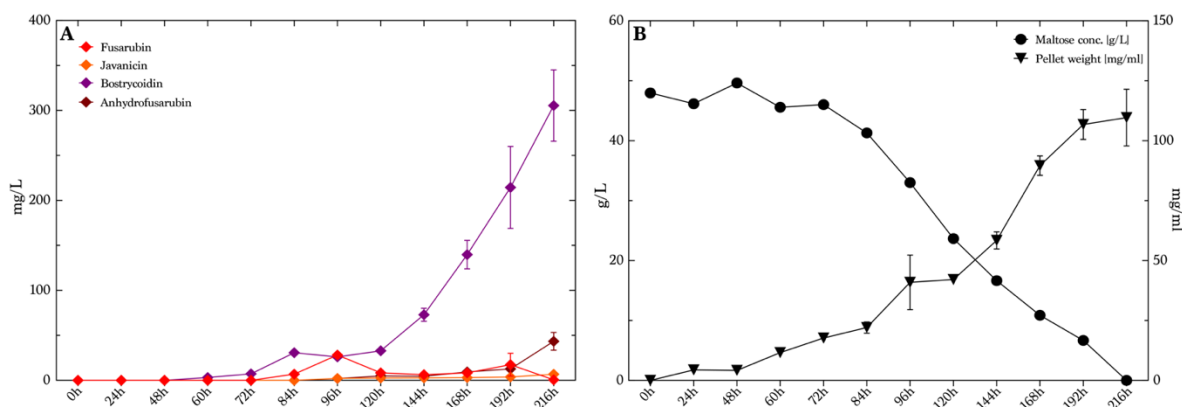 A
Fusarubin
Javanicin
Bostrycoidin
Anhydrofusarubin
mg/L
400
300
200
100
0
0h 24h 48h 60h 72h 84h 96h 120h 144h 168h 192h 216h
B
Maltose conc. [g/L]
Pellet weight [mg/ml]
g/L
60
40
20
0
150
100
50
0
mg/ml
0h 24h 48h 60h 72h 84h 96h 120h 144h 168h 192h 216h